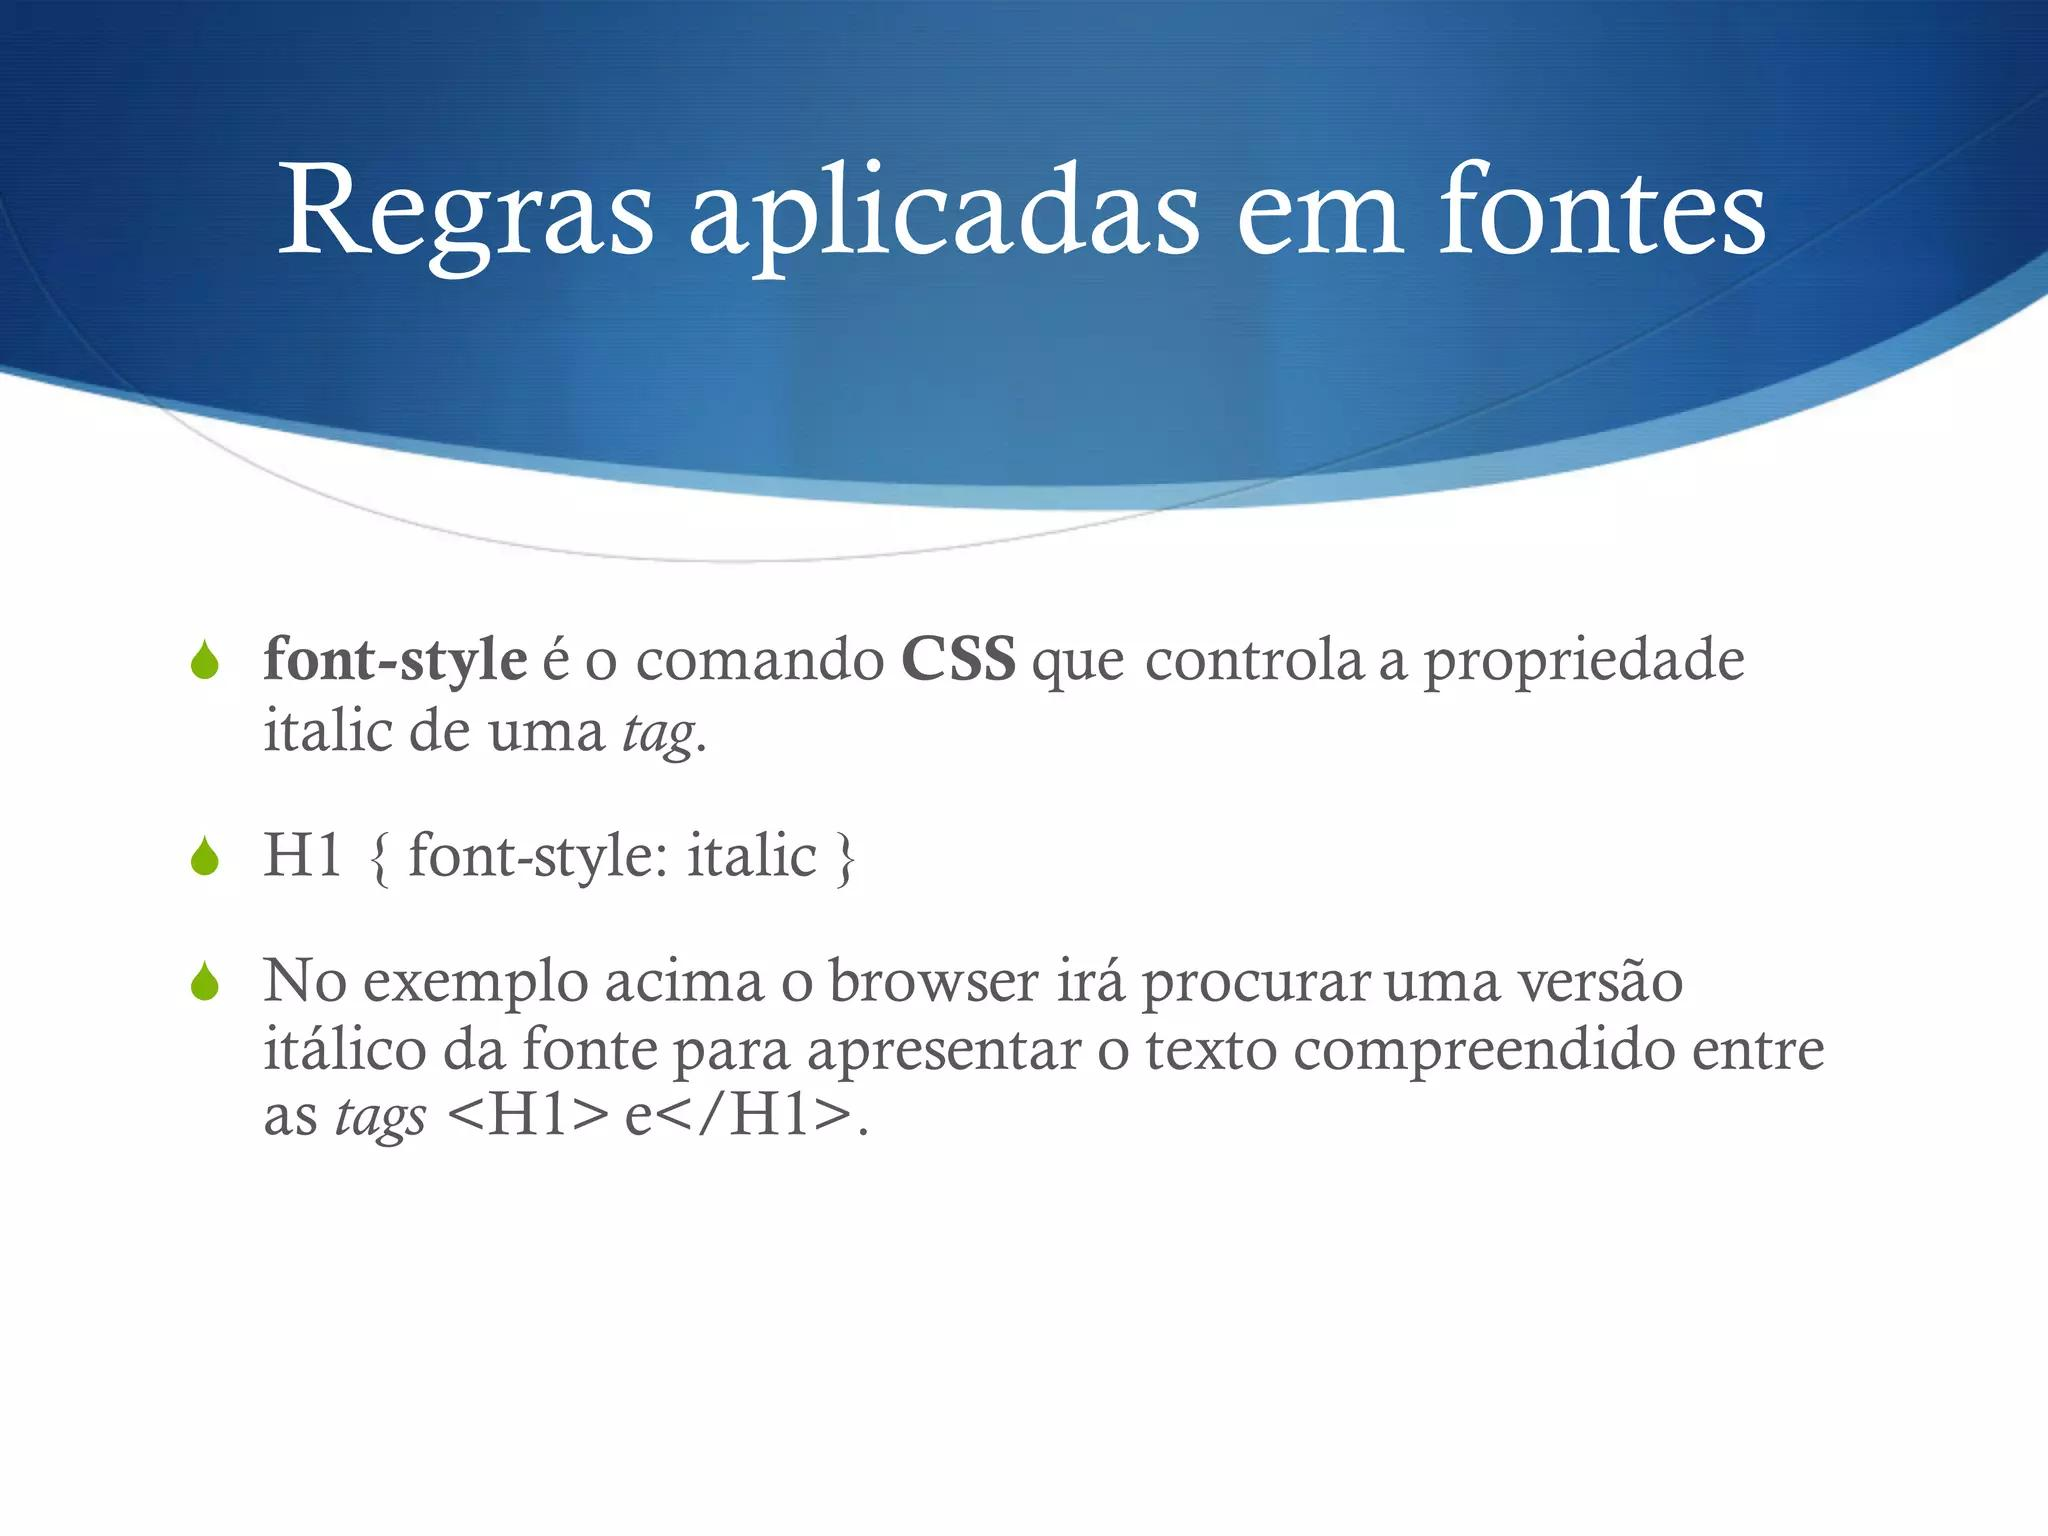 Regras aplicadas em fontes
font-style é o comando CSS que controla a propriedade
italic de uma tag.
H1 { font-style: italic }
No exemplo acima o browser irá procurar uma versão
itálico da fonte para apresentar o texto compreendido entre
as tags <H1> e</H1>.